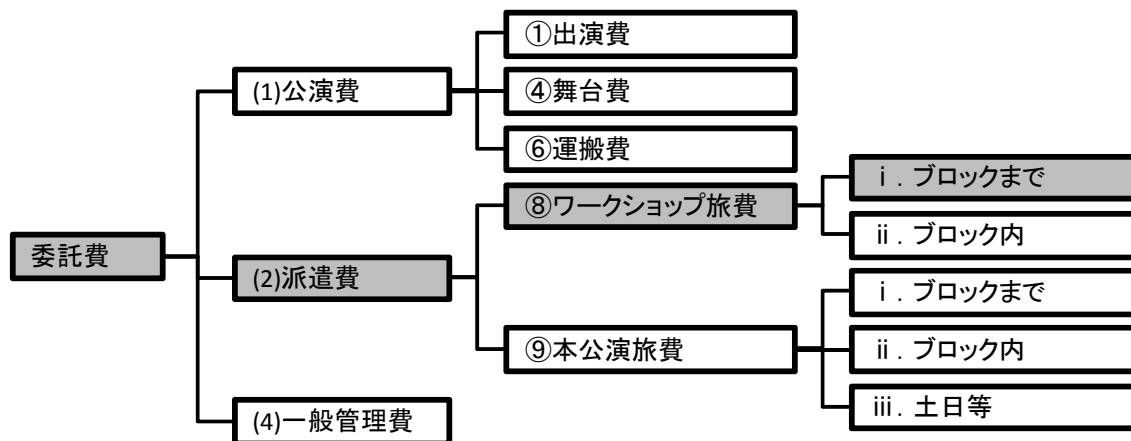 ①出演費
(1)公演費
④舞台費
⑥運搬費
ⅰ．ブロックまで
⑧ワークショップ旅費
ⅱ．ブロック内
委託費
(2)派遣費
ⅰ．ブロックまで
⑨本公演旅費
ⅱ．ブロック内
ⅲ．土日等
(4)一般管理費